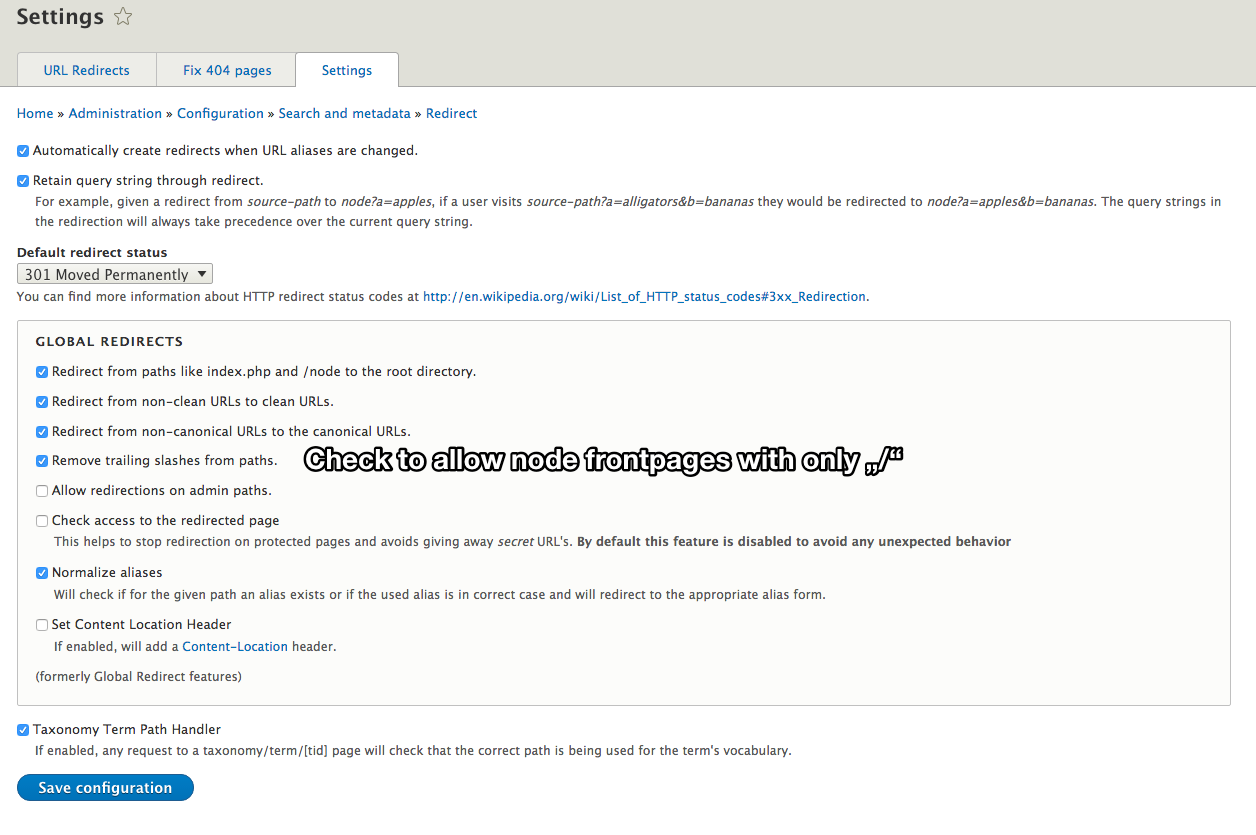 Settings
URL Redirects Fix 404 pages Settings
Home » Administration » Configuration » Search and metadata » Redirect
Automatically create redirects when URL aliases are changed.
Retain query string through redirect.
For example, given a redirect from source-path to node?a=apples, if a user visits source-path?a=alligators&b=bananas they would be redirected to node?a=apples&b=bananas. The query strings in
the redirection will always take precedence over the current query string.
Default redirect status
301 Moved Permanently
You can find more information about HTTP redirect status codes at http://en.wikipedia.org/wiki/List_of_HTTP_status_codes#3xx_Redirection.
GLOBAL REDIRECTS
Redirect from paths like index.php and /node to the root directory.
Redirect from non-clean URLs to clean URLs.
Redirect from non-canonical URLs to the canonical URLs.
Remove trailing slashes from paths. Check to allow node frontpages with only „/“
Allow redirections on admin paths.
Check access to the redirected page
This helps to stop redirection on protected pages and avoids giving away secret URL's. By default this feature is disabled to avoid any unexpected behavior
Normalize aliases
Will check if for the given path an alias exists or if the used alias is in correct case and will redirect to the appropriate alias form.
Set Content Location Header
If enabled, will add a Content-Location header.
(formerly Global Redirect features)
Taxonomy Term Path Handler
If enabled, any request to a taxonomy/term/[tid] page will check that the correct path is being used for the term's vocabulary.
Save configuration